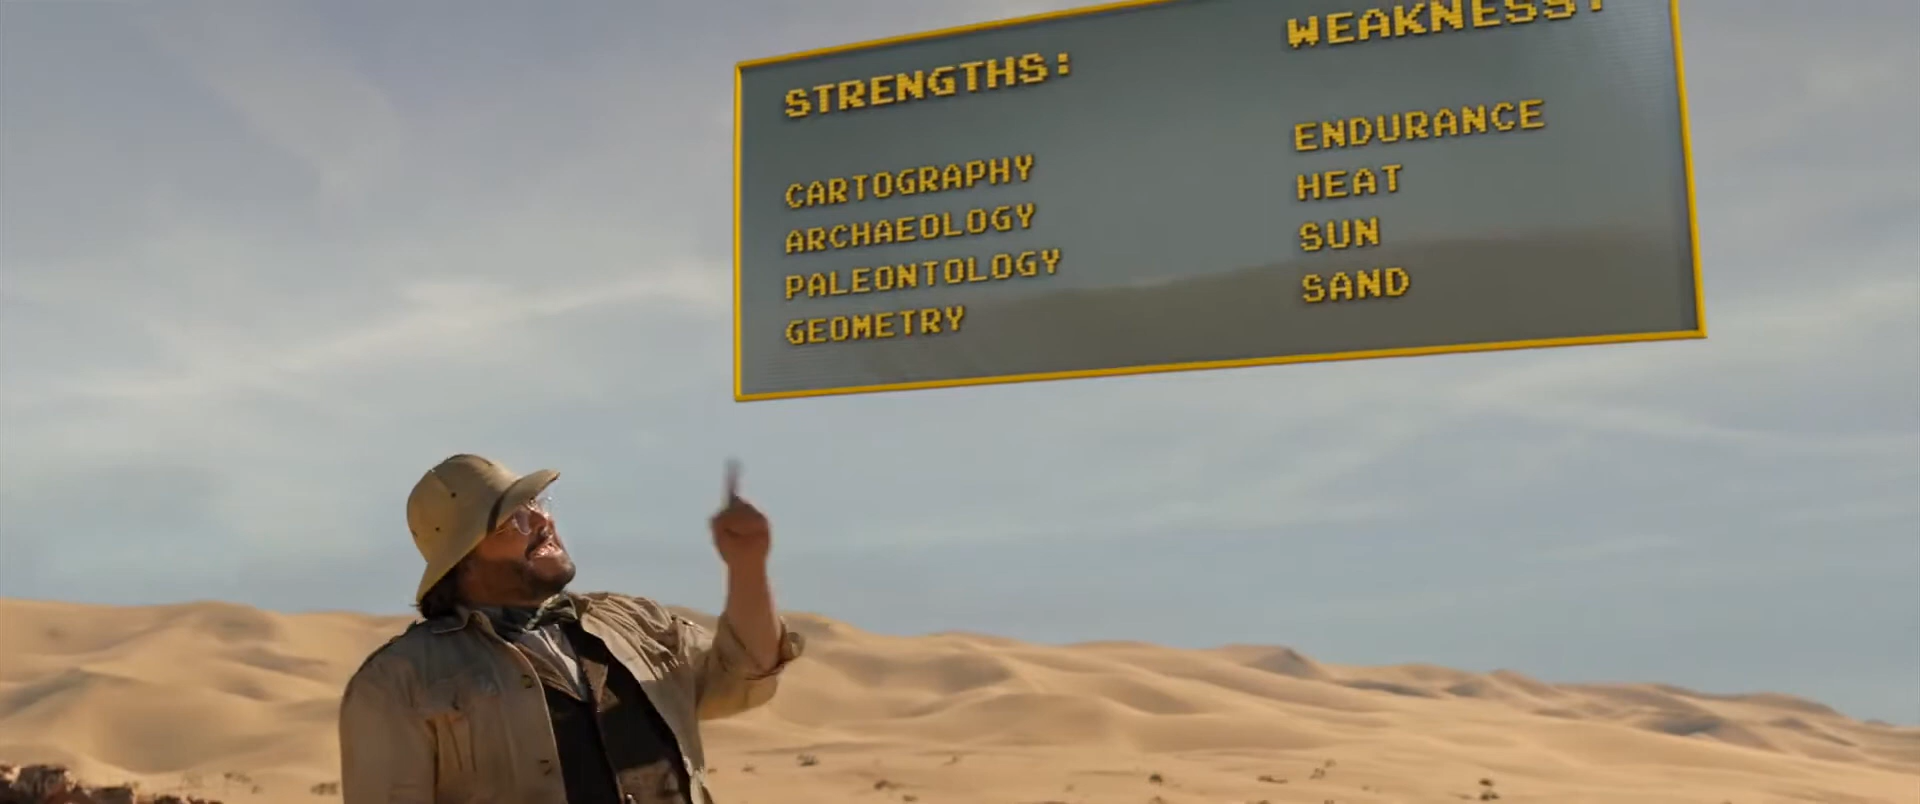 STRENGTHS:
CARTOGRAPHY
ARCHAEOLOGY
PALEONTOLOGY
GEOMETRY
WEAKNESS:
ENDURANCE
HEAT
SUN
SAND